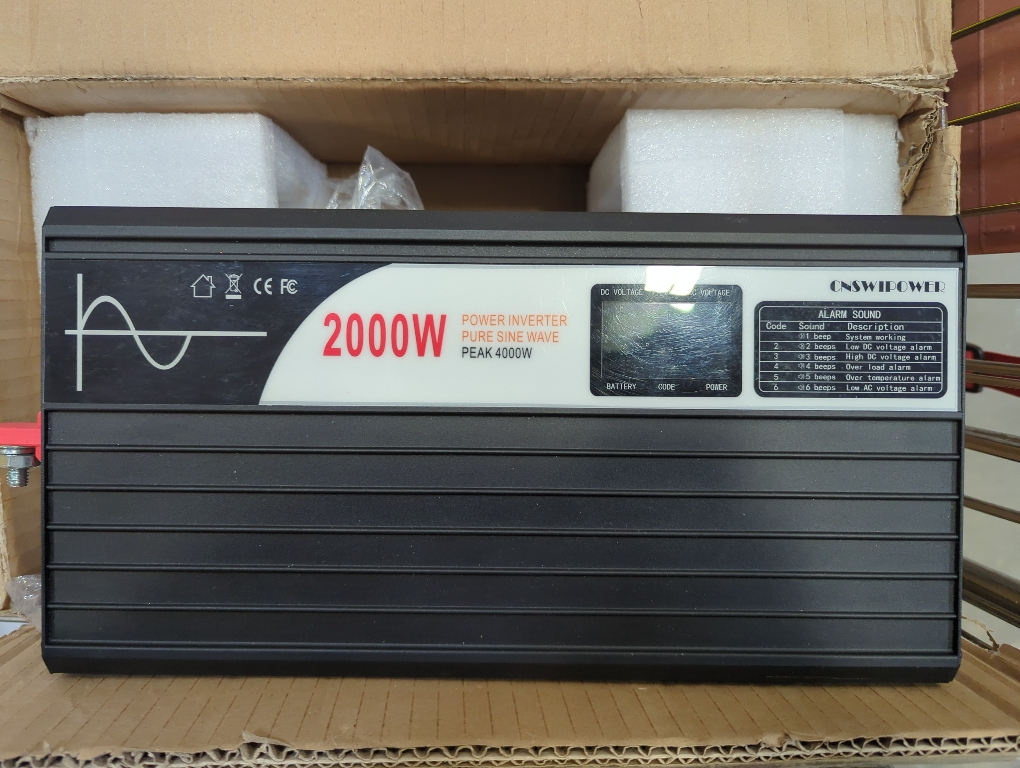 CE FC
2000W
POWER INVERTER
PURE SINE WAVE
PEAK 4000W
DC VOLTAGE VOLTAGE
BATTERY CODE POWER
CNSWIPOWER
ALARM SOUND
Code Sound Description
1 beep System working
2 2 beeps Low DC voltage alarm
3 3 beeps High DC voltage alarm
4 4 beeps Over load alarm
5 5 beeps Over temperature alarm
6 6 beeps Low AC voltage alarm